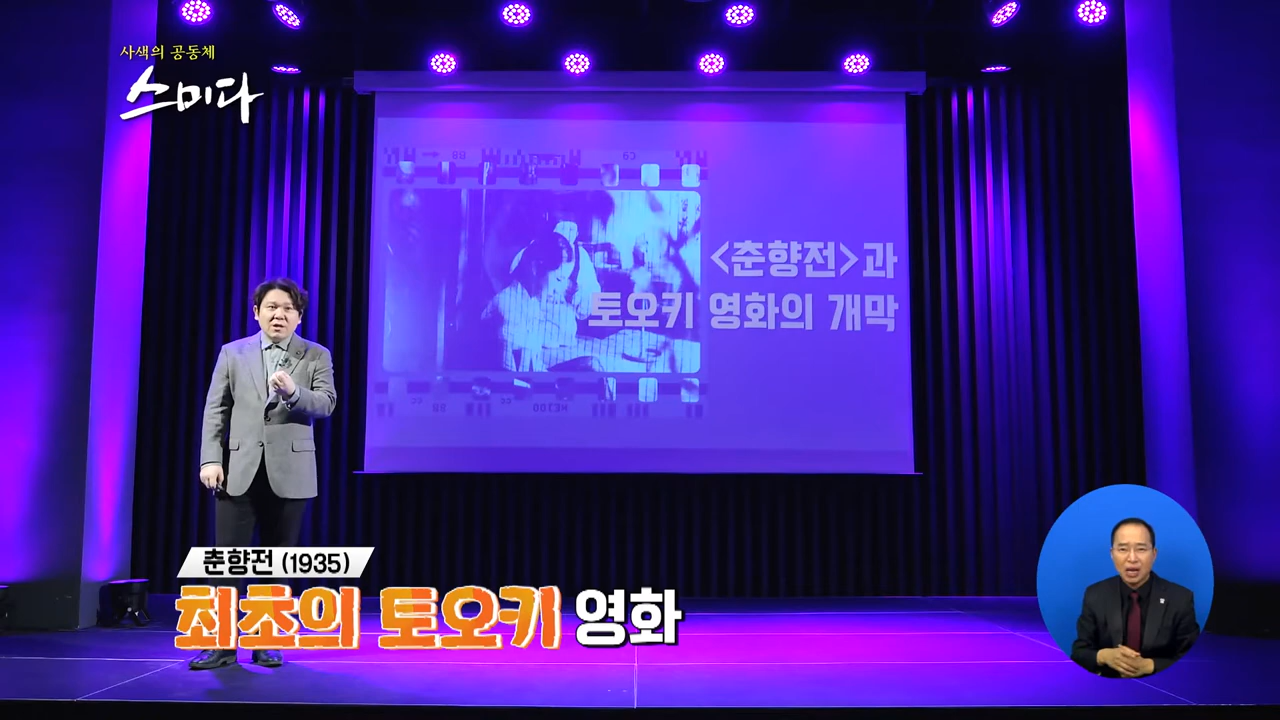 사색의 공동체
스미다
<춘향전>과
토오키 영화의 개막
춘향전 (1935)
최초의 토오키 영화